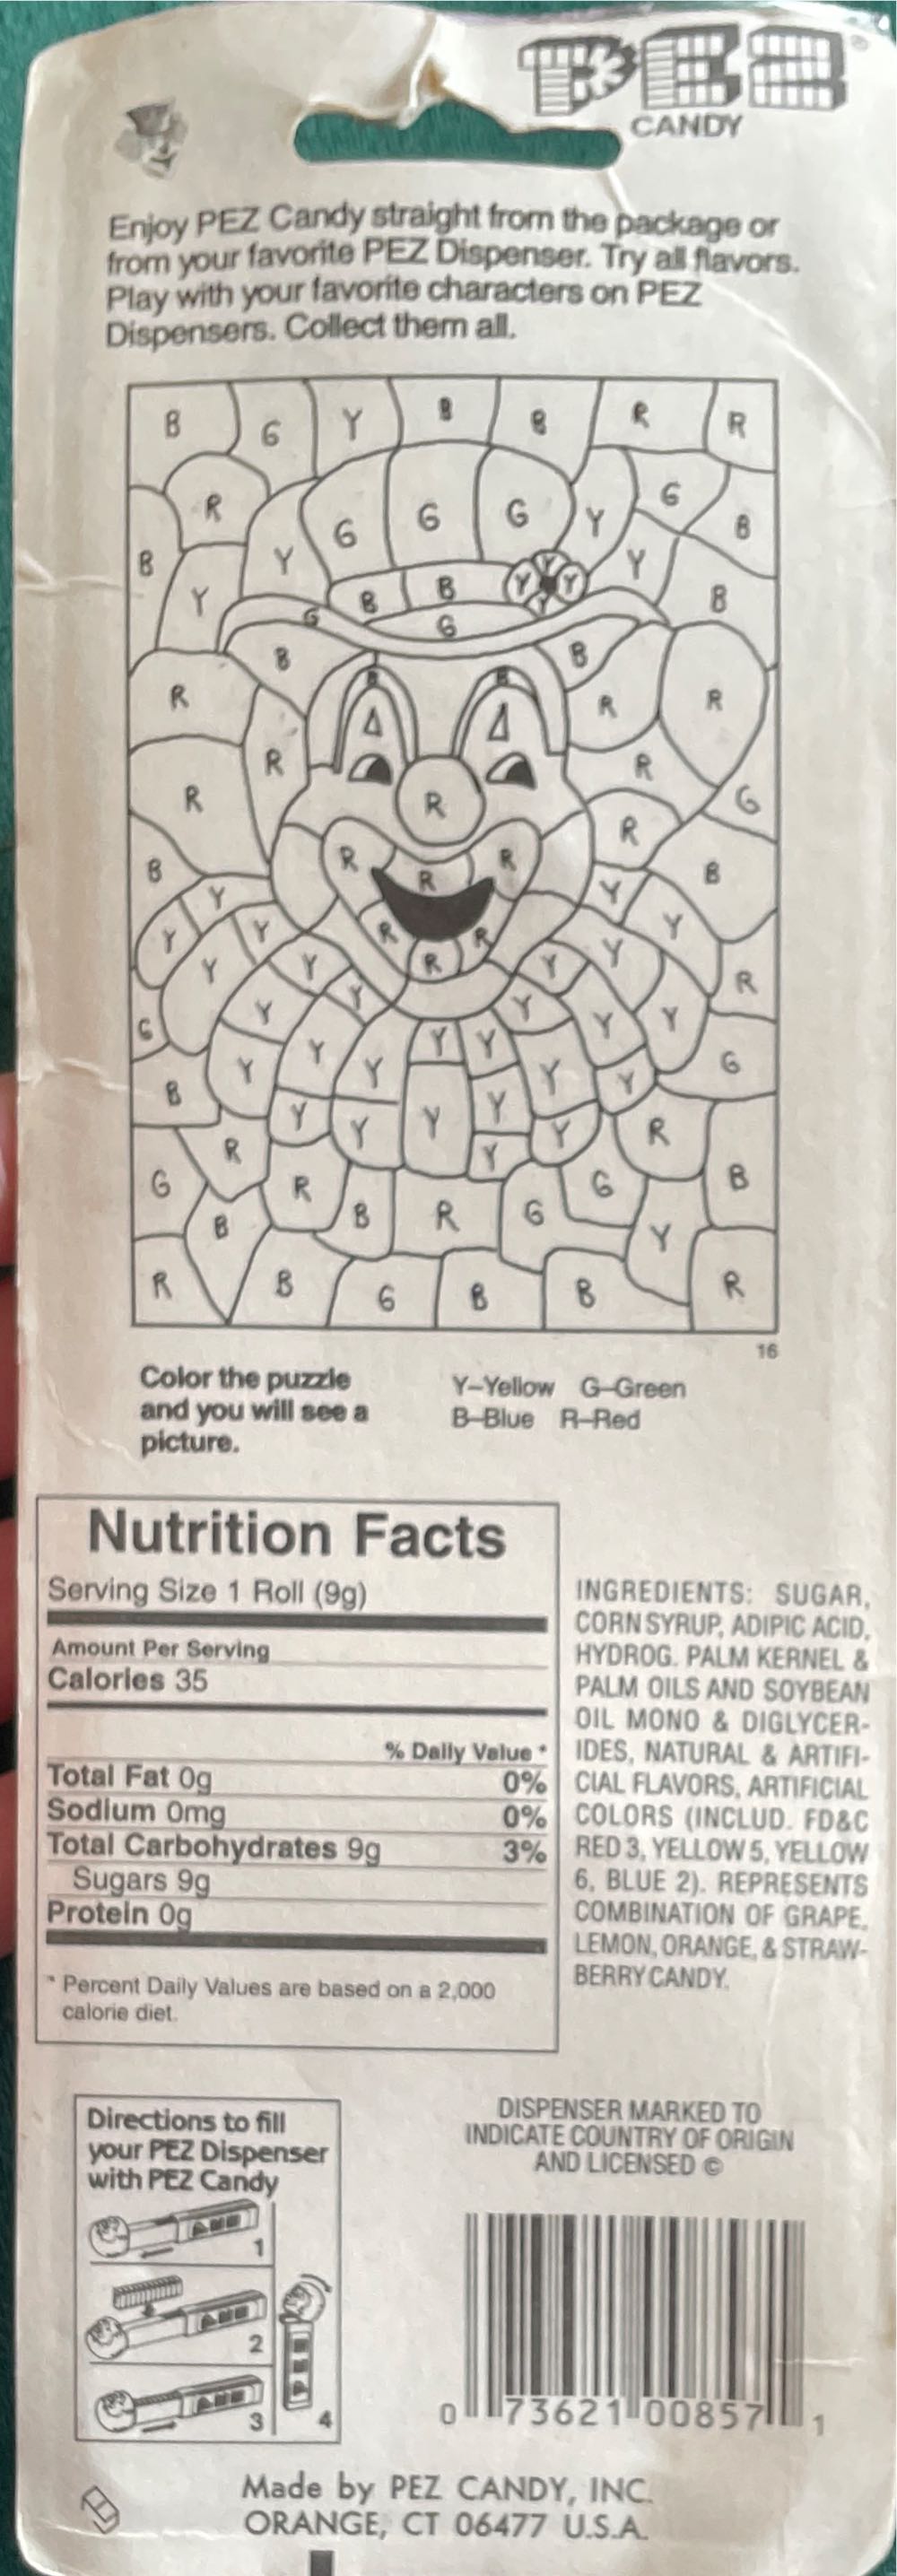 PEZ®
CANDY
Enjoy PEZ Candy straight from the package or
from your favorite PEZ Dispenser. Try all flavors.
Play with your favorite characters on PEZ
Dispensers. Collect them all.
B G Y B B R R
R G G G Y G B
B Y Y Y B
B B Y Y Y Y
G G
B B
R R R
B B
R R R
R R G
R R R R
B Y R Y B
Y Y R R Y Y
Y Y R Y Y R
G Y Y Y Y Y
Y Y Y Y Y Y G
B Y Y Y Y Y Y
R Y Y R
G R B R G G B
B Y
R B G B B R
16
Color the puzzle
and you will see a
picture.
Y–Yellow G–Green
B–Blue R–Red
Nutrition Facts
Serving Size 1 Roll (9g)
Amount Per Serving
Calories 35
% Daily Value *
Total Fat 0g 0%
Sodium 0mg 0%
Total Carbohydrates 9g 3%
Sugars 9g
Protein 0g
* Percent Daily Values are based on a 2,000
calorie diet.
INGREDIENTS: SUGAR,
CORN SYRUP, ADIPIC ACID,
HYDROG. PALM KERNEL &
PALM OILS AND SOYBEAN
OIL MONO & DIGLYCER-
IDES, NATURAL & ARTIFI-
CIAL FLAVORS, ARTIFICIAL
COLORS (INCLUD. FD&C
RED 3, YELLOW 5, YELLOW
6, BLUE 2). REPRESENTS
COMBINATION OF GRAPE,
LEMON, ORANGE, & STRAW-
BERRY CANDY.
Directions to fill
your PEZ Dispenser
with PEZ Candy
1
2
3
4
DISPENSER MARKED TO
INDICATE COUNTRY OF ORIGIN
AND LICENSED ©
0 73621 00857 1
Made by PEZ CANDY, INC.
ORANGE, CT 06477 U.S.A.